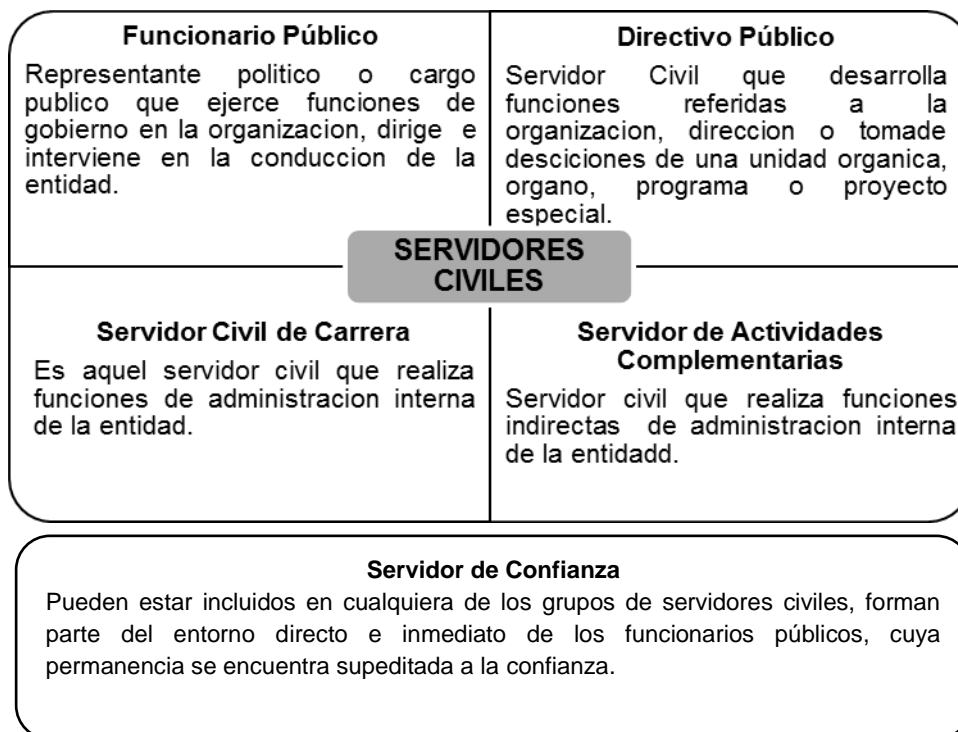 Funcionario Público
Representante politico o cargo
publico que ejerce funciones de
gobierno en la organizacion, dirige e
interviene en la conduccion de la
entidad.
Directivo Público
Servidor Civil que desarrolla
funciones referidas a la
organizacion, direccion o tomade
descciones de una unidad organica,
organo, programa o proyecto
especial.
SERVIDORES
CIVILES
Servidor Civil de Carrera
Es aquel servidor civil que realiza
funciones de administracion interna
de la entidad.
Servidor de Actividades
Complementarias
Servidor civil que realiza funciones
indirectas de administracion interna
de la entidadd.
Servidor de Confianza
Pueden estar incluidos en cualquiera de los grupos de servidores civiles, forman
parte del entorno directo e inmediato de los funcionarios públicos, cuya
permanencia se encuentra supeditada a la confianza.